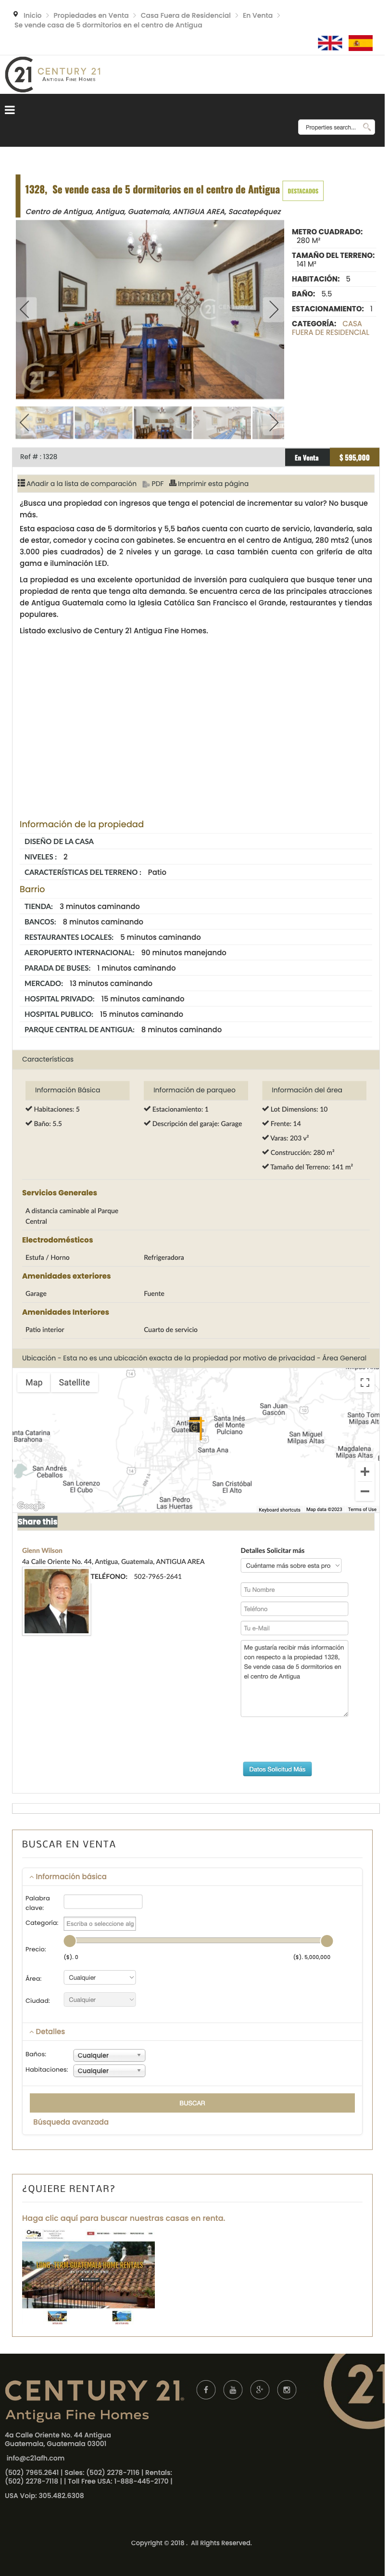 Inicio > Propiedades en Venta > Casa Fuera de Residencial > En Venta >
Se vende casa de 5 dormitorios en el centro de Antigua
C21 CENTURY 21
ANTIGUA FINE HOMES
Properties search...
1328, Se vende casa de 5 dormitorios en el centro de Antigua
DESTACADOS
Centro de Antigua, Antigua, Guatemala, ANTIGUA AREA, Sacatepéquez
METRO CUADRADO:
280 M²
TAMAÑO DEL TERRENO:
141 M²
HABITACIÓN: 5
BAÑO: 5.5
ESTACIONAMIENTO: 1
CATEGORÍA: CASA
FUERA DE RESIDENCIAL
Ref # : 1328
En Venta
$ 595,000
Añadir a la lista de comparación PDF Imprimir esta página
¿Busca una propiedad con ingresos que tenga el potencial de incrementar su valor? No busque
más.
Esta espaciosa casa de 5 dormitorios y 5,5 baños cuenta con cuarto de servicio, lavandería, sala
de estar, comedor y cocina con gabinetes. Se encuentra en el centro de Antigua, 280 mts2 (uni
3.000 pies cuadrados) de 2 niveles y un garage. La casa también cuenta con grifería de alta
gama e iluminación LED.
La propiedad es una excelente oportunidad de inversión para cualquiera que busque tener una
propiedad de renta que tenga alta demanda. Se encuentra cerca de las principales atracciones
de Antigua Guatemala como la Iglesia Católica San Francisco el Grande, restaurantes y tiendas
populares.
Listado exclusivo de Century 21 Antigua Fine Homes.
Información de la propiedad
DISEÑO DE LA CASA
NIVELES : 2
CARACTERÍSTICAS DEL TERRENO : Patio
Barrio
TIENDA: 3 minutos caminando
BANCOS: 8 minutos caminando
RESTAURANTES LOCALES: 5 minutos caminando
AEROPUERTO INTERNACIONAL: 90 minutos manejando
PARADA DE BUSES: 1 minutos caminando
MERCADO: 13 minutos caminando
HOSPITAL PRIVADO: 15 minutos caminando
HOSPITAL PUBLICO: 15 minutos caminando
PARQUE CENTRAL DE ANTIGUA: 8 minutos caminando
Características
Información Básica
Habitaciones: 5
Baño: 5.5
Información de parqueo
Estacionamiento: 1
Descripción del garaje: Garage
Información del área
Lot Dimensions: 10
Frente: 14
Varas: 203 v²
Construcción: 280 m²
Tamaño del Terreno: 141 m²
Servicios Generales
A distancia caminable al Parque
Central
Electrodomésticos
Estufa / Horno Refrigeradora
Amenidades exteriores
Garage Fuente
Amenidades Interiores
Patio interior Cuarto de servicio
Ubicación - Esta no es una ubicación exacta de la propiedad por motivo de privacidad - Área General
Map Satellite
14
10
San Juan
Gascón
Santo Tom
Milpas Alt
anta Catarina
Barahona
Santa Inés
del Monte
Pulciano
San Miguel
Milpas Altas
Santa Ana
Magdalena
Milpas Altas
San Andrés
Ceballos
14
San Lorenzo
El Cubo
San Cristóbal
El Alto
San Pedro
Las Huertas
Google
Keyboard shortcuts Map data ©2023 Terms of Use
Share this
Glenn Wilson
4a Calle Oriente No. 44, Antigua, Guatemala, ANTIGUA AREA
TELÉFONO: 502-7965-2641
Detalles Solicitar más
Cuéntame más sobre esta pro
Tu Nombre
Teléfono
Tu e-Mail
Me gustaría recibir más información
con respecto a la propiedad 1328,
Se vende casa de 5 dormitorios en
el centro de Antigua
Datos Solicitud Más
BUSCAR EN VENTA
Información básica
Palabra
clave:
Categoría: Escriba o seleccione alg
Precio:
($). 0 ($). 5,000,000
Área: Cualquier
Ciudad: Cualquier
Detalles
Baños: Cualquier
Habitaciones: Cualquier
BUSCAR
Búsqueda avanzada
¿QUIERE RENTAR?
Haga clic aquí para buscar nuestras casas en renta.
CENTURY 21
Antigua Fine Homes
21
4a Calle Oriente No. 44 Antigua
Guatemala, Guatemala 03001
info@c21afh.com
(502) 7965.2641 | Sales: (502) 2278-7116 | Rentals:
(502) 2278-7118 | | Toll Free USA: 1-888-445-2170 |
USA Voip: 305.482.6308
Copyright © 2018 . All Rights Reserved.